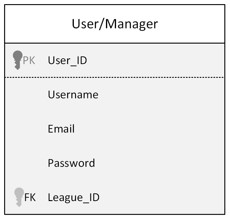 User/Manager
PK User_ID
Username
Email
Password
FK League_ID